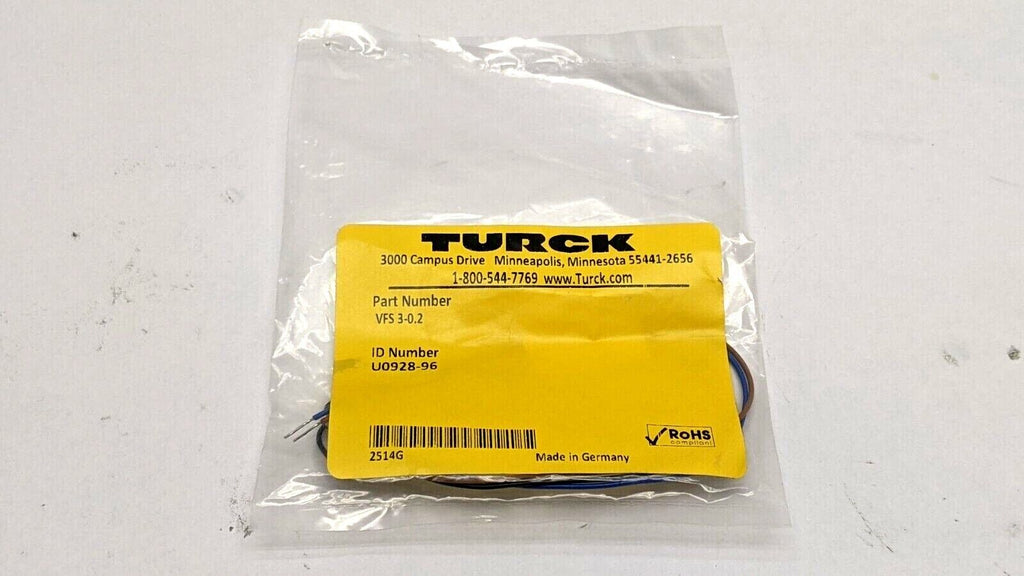 TURCK
3000 Campus Drive Minneapolis, Minnesota 55441-2656
1-800-544-7769 www.Turck.com
Part Number
VFS 3-0.2
ID Number
U0928-96
2514G
Made in Germany
RoHS
compliant